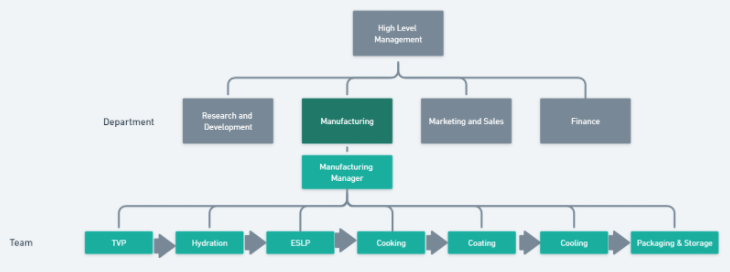 High Level
Management
Department
Research and
Development
Manufacturing
Marketing and Sales
Finance
Manufacturing
Manager
Team
TVP
Hydration
ESLP
Cooking
Coating
Cooling
Packaging & Storage